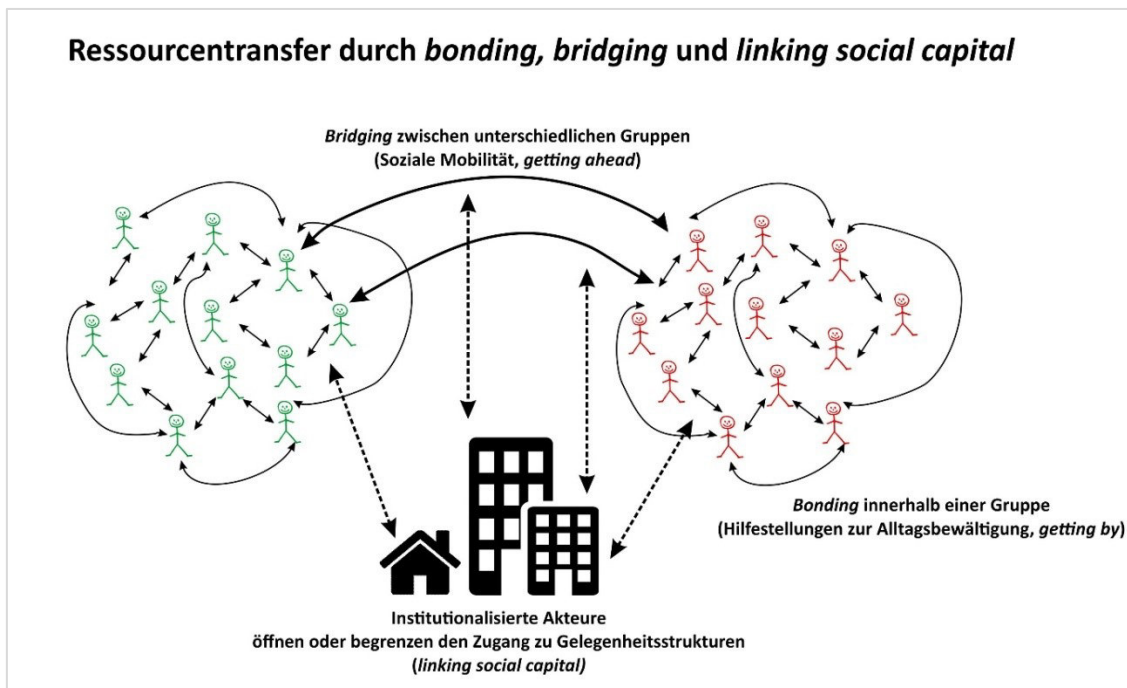 Ressourcentransfer durch bonding, bridging und linking social capital
Bridging zwischen unterschiedlichen Gruppen
(Soziale Mobilität, getting ahead)
Bonding innerhalb einer Gruppe
(Hilfestellungen zur Alltagsbewältigung, getting by)
Institutionalisierte Akteure
öffnen oder begrenzen den Zugang zu Gelegenheitsstrukturen
(linking social capital)